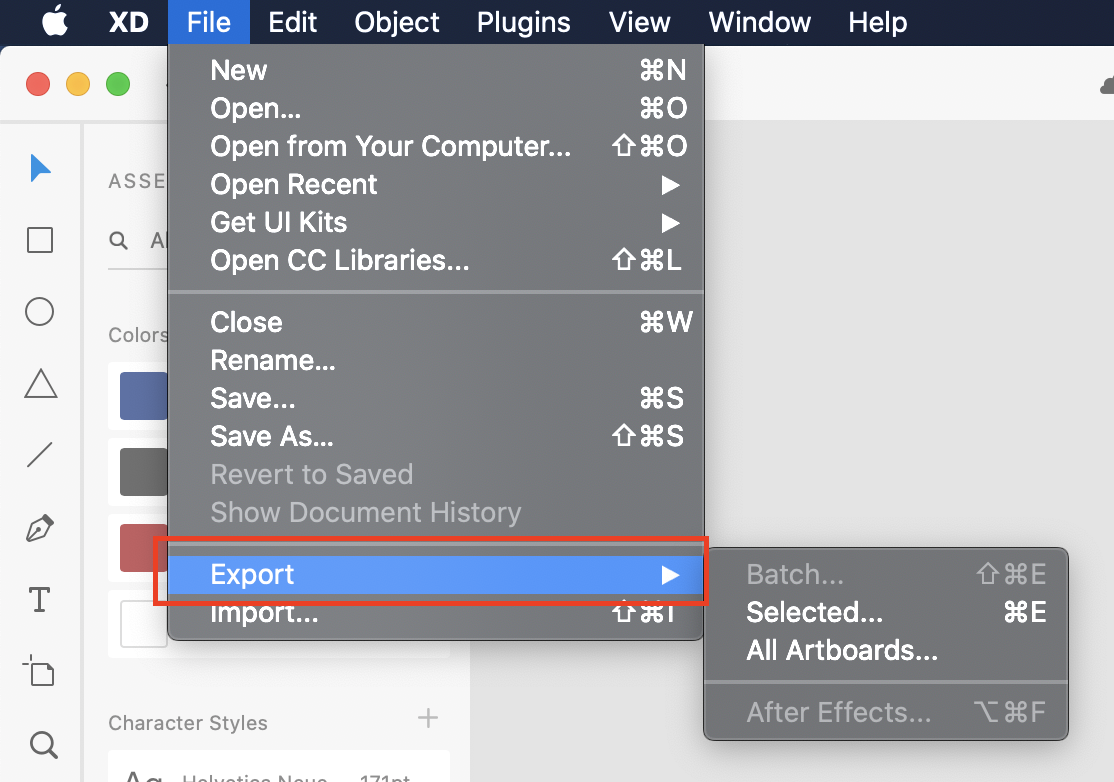 XD File Edit Object Plugins View Window Help
New ⌘N
Open... ⌘O
Open from Your Computer... ⇧⌘O
Open Recent ▶
Get UI Kits ▶
Open CC Libraries... ⇧⌘L
Close ⌘W
Rename...
Save... ⌘S
Save As... ⇧⌘S
Revert to Saved
Show Document History
Export ▶
Import... ⇧⌘I
Batch... ⇧⌘E
Selected... ⌘E
All Artboards...
After Effects... ⌥⌘F
ASSE
Al
Colors
Character Styles +
Aa Helvetica Neue 171pt
T